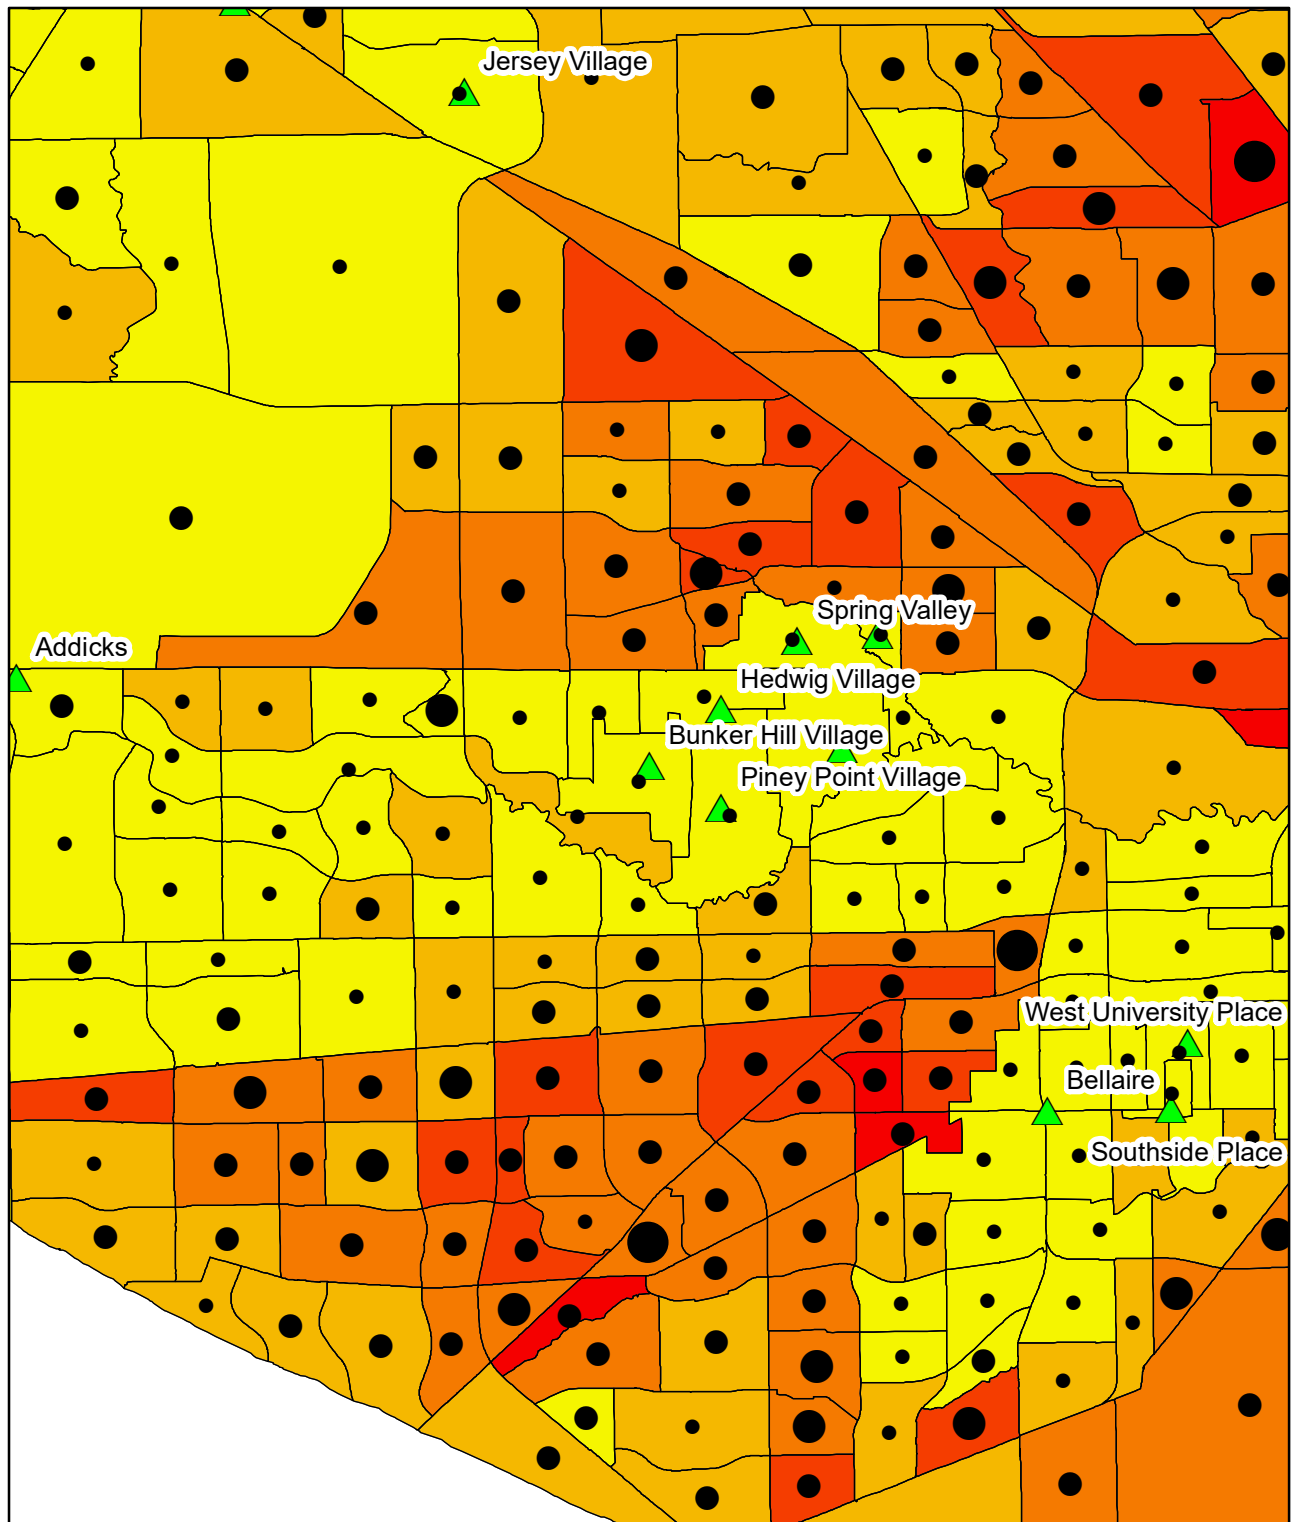 Jersey Village
Spring Valley
Addicks
Hedwig Village
Bunker Hill Village
Piney Point Village
West University Place
Bellaire
Southside Place